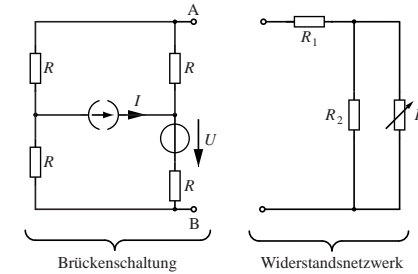 A
R
R
R₁
I
R₂
U
R
R
B
Brückenschaltung
Widerstandsnetzwerk